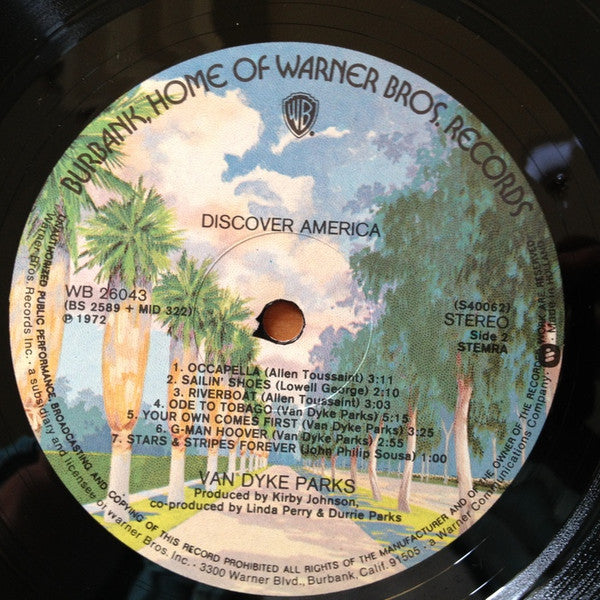 BURBANK, HOME OF WARNER BROS. RECORDS
WB
DISCOVER AMERICA
WB 26043
(BS 2589 + MID 322)
℗ 1972
(S40062)
STEREO
Side 2
STEMRA
1. OCCAPELLA (Allen Toussaint) 3:11
2. SAILIN' SHOES (Lowell George) 2:10
3. RIVERBOAT (Allen Toussaint) 3:03
4. ODE TO TOBAGO (Van Dyke Parks) 5:15
5. YOUR OWN COMES FIRST (Van Dyke Parks) 3:25
6. G-MAN HOOVER (Van Dyke Parks) 2:55
7. STARS & STRIPES FOREVER (John Philip Sousa) 1:00
VAN DYKE PARKS
Produced by Kirby Johnson,
co-produced by Linda Perry & Durrie Parks
UNAUTHORIZED PUBLIC PERFORMANCE, BROADCASTING AND COPYING OF THIS RECORD PROHIBITED ALL RIGHTS OF THE MANUFACTURER AND OF THE OWNER OF THE RECORDED WORK ARE RESERVED
Warner Bros. Records Inc. · a subsidiary and licensee of Warner Bros. Inc. · 3300 Warner Blvd., Burbank, Calif. 91505 · a Warner Communications Company · Made in